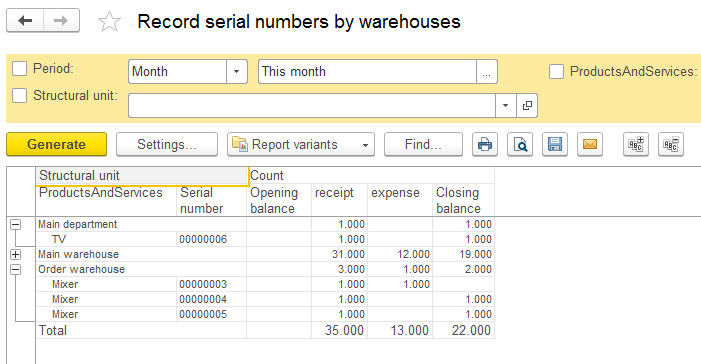 Record serial numbers by warehouses
Period: Month This month ... ProductsAndServices:
Structural unit:
Generate Settings... Report variants Find...
Structural unit Count
ProductsAndServices Serial number Opening balance receipt expense Closing balance
Main department 1.000 1.000
TV 00000006 1.000 1.000
Main warehouse 31.000 12.000 19.000
Order warehouse 3.000 1.000 2.000
Mixer 00000003 1.000 1.000
Mixer 00000004 1.000 1.000
Mixer 00000005 1.000 1.000
Total 35.000 13.000 22.000